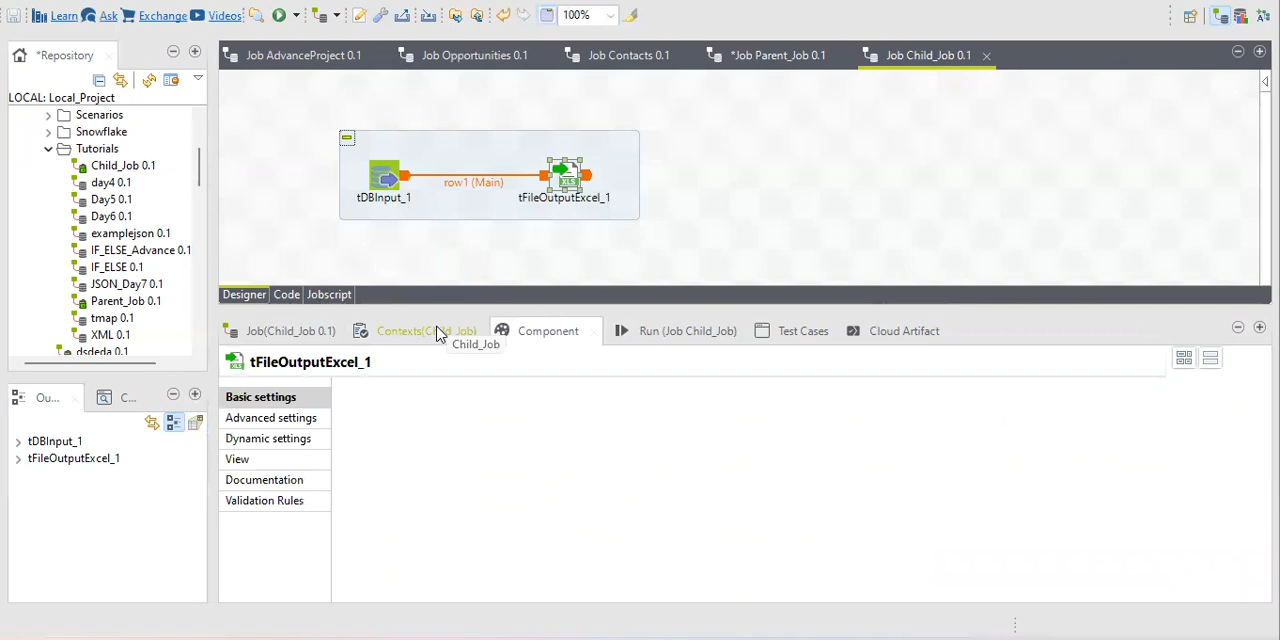 Learn Ask Exchange Videos 100%
*Repository
LOCAL: Local_Project
Scenarios
Snowflake
Tutorials
Child_Job 0.1
day4 0.1
Day5 0.1
Day6 0.1
examplejson 0.1
IF_ELSE_Advance 0.1
IF_ELSE 0.1
JSON_Day7 0.1
Parent_Job 0.1
tmap 0.1
XML 0.1
dsdeda 0.1
Ou... C...
tDBInput_1
tFileOutputExcel_1
Job AdvanceProject 0.1 Job Opportunities 0.1 Job Contacts 0.1 *Job Parent_Job 0.1 Job Child_Job 0.1
row1 (Main)
XLS
tDBInput_1 tFileOutputExcel_1
Designer Code Jobscript
Job(Child_Job 0.1) Contexts(Child_Job) Component Run (Job Child_Job) Test Cases Cloud Artifact
Child_Job
XLS
tFileOutputExcel_1
Basic settings
Advanced settings
Dynamic settings
View
Documentation
Validation Rules